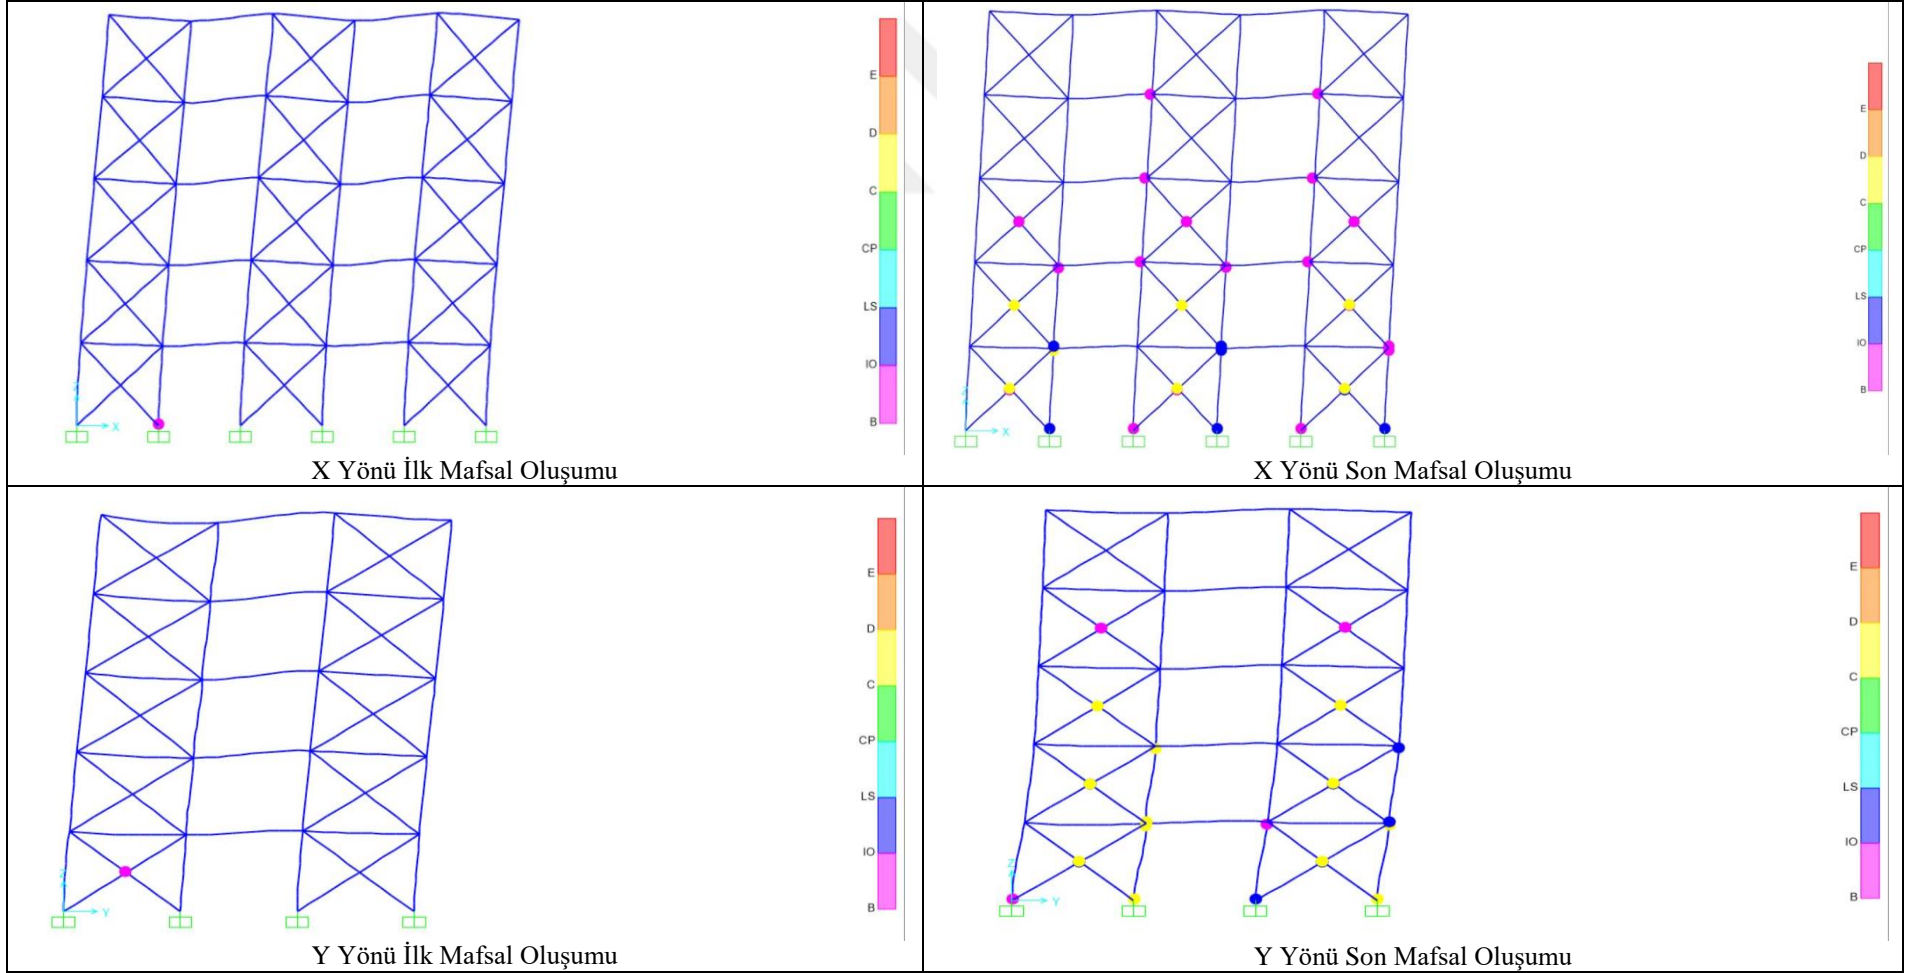 E
D
C
CP
LS
IO
B
Z
X
X Yönü İlk Mafsal Oluşumu
E
D
C
CP
LS
IO
B
Z
X
X Yönü Son Mafsal Oluşumu
E
D
C
CP
LS
IO
B
Z
Y
Y Yönü İlk Mafsal Oluşumu
E
D
C
CP
LS
IO
B
Z
Y
Y Yönü Son Mafsal Oluşumu